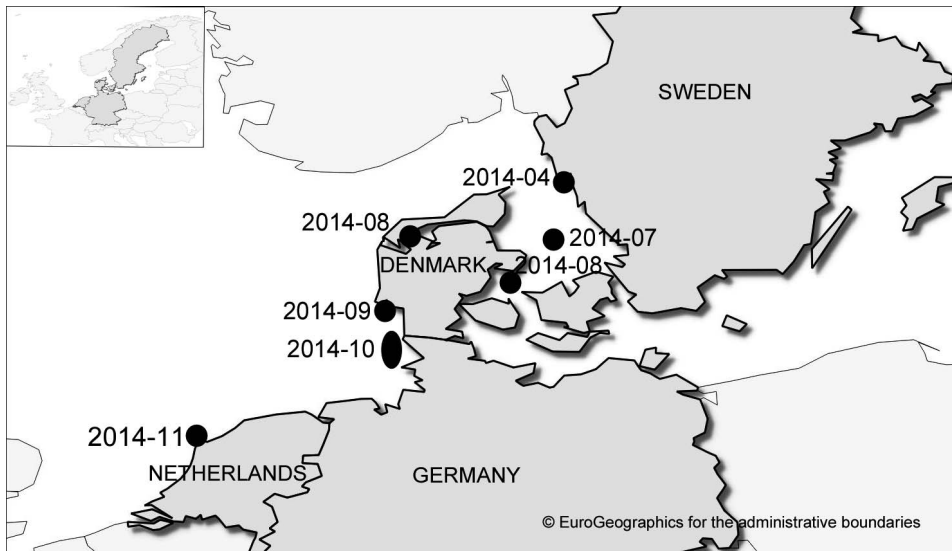 SWEDEN
2014-04
2014-08
2014-07
DENMARK
2014-08
2014-09
2014-10
2014-11
NETHERLANDS
GERMANY
© EuroGeographics for the administrative boundaries